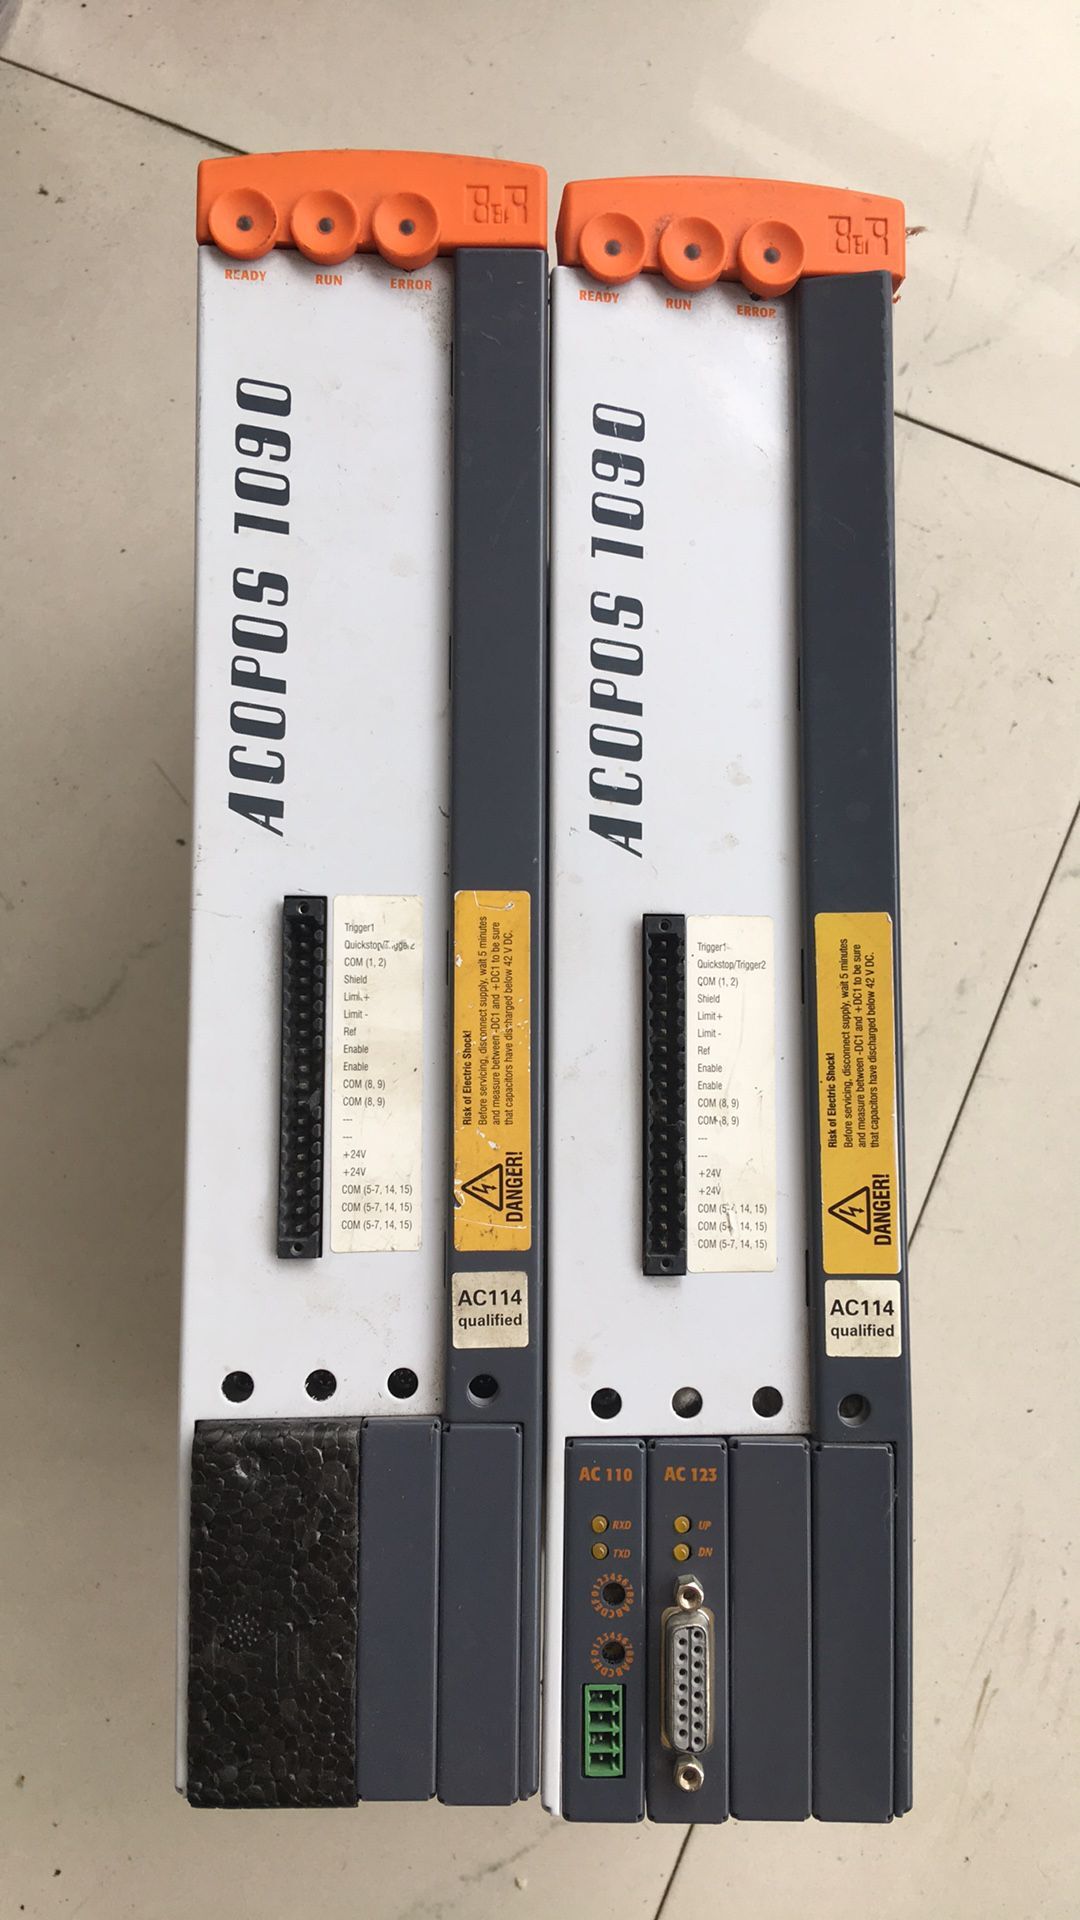 B&R
READY
RUN
ERROR
ACOPOS 1090
Trigger1
Quickstop/Trigger2
COM (1, 2)
Shield
Limit+
Limit -
Ref
Enable
Enable
COM (8, 9)
COM (8, 9)
---
---
+24V
+24V
COM (5-7, 14, 15)
COM (5-7, 14, 15)
COM (5-7, 14, 15)
DANGER!
Risk of Electric Shock!
Before servicing, disconnect supply, wait 5 minutes
and measure between -DC1 and +DC1 to be sure
that capacitors have discharged below 42 V DC.
AC114
qualified
B&R
READY
RUN
ERROR
ACOPOS 1090
Trigger1
Quickstop/Trigger2
COM (1, 2)
Shield
Limit+
Limit -
Ref
Enable
Enable
COM (8, 9)
COM (8, 9)
---
---
+24V
+24V
COM (5-7, 14, 15)
COM (5-7, 14, 15)
COM (5-7, 14, 15)
DANGER!
Risk of Electric Shock!
Before servicing, disconnect supply, wait 5 minutes
and measure between -DC1 and +DC1 to be sure
that capacitors have discharged below 42 V DC.
AC114
qualified
AC 110
RXD
TXD
0123456789ABCDEF
0123456789ABCDEF
AC 123
UP
DN